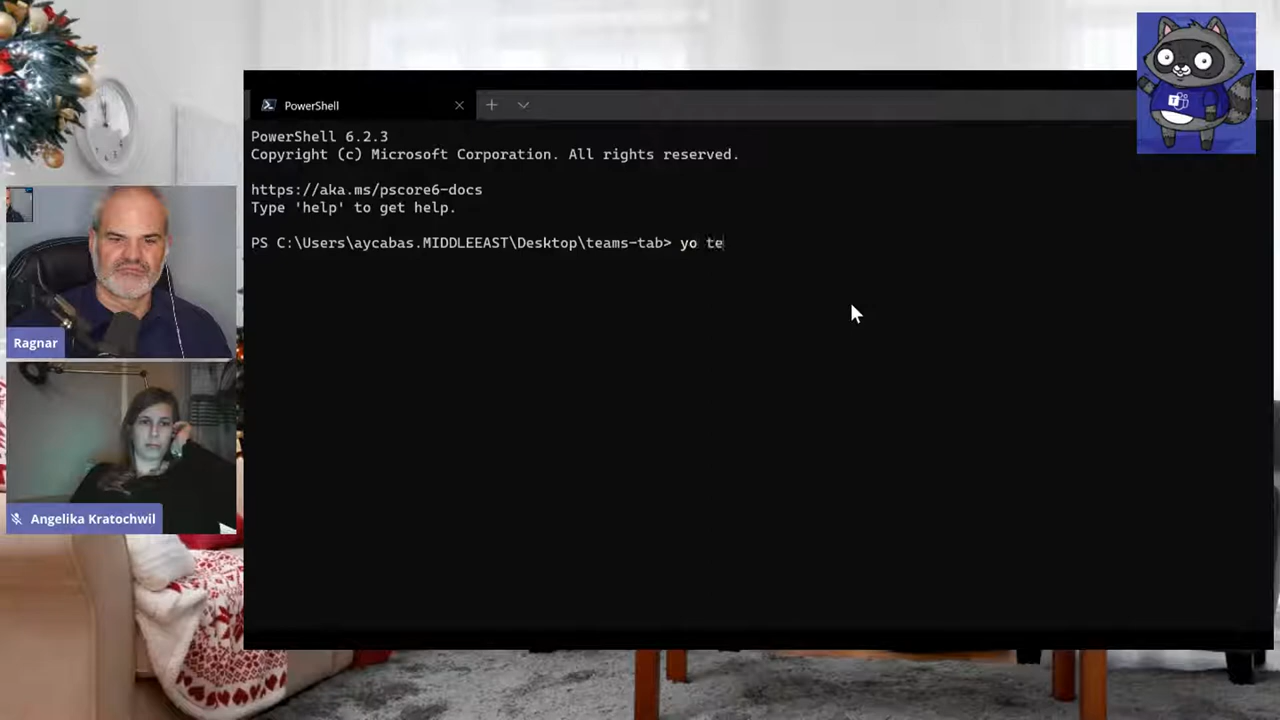 PowerShell
PowerShell 6.2.3
Copyright (c) Microsoft Corporation. All rights reserved.
https://aka.ms/pscore6-docs
Type 'help' to get help.
PS C:\Users\aycabas.MIDDLEEAST\Desktop\teams-tab> yo te
Ragnar
Angelika Kratochwil
T